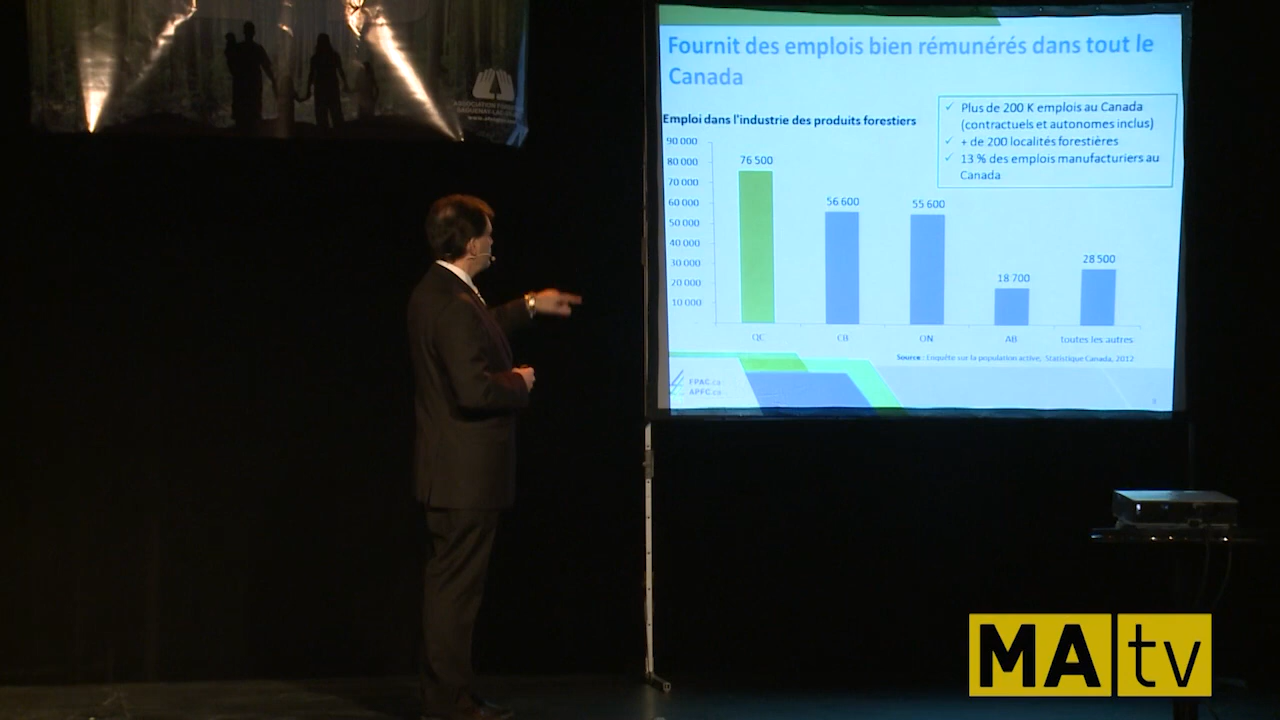 Fournit des emplois bien rémunérés dans tout le
Canada
✓ Plus de 200 K emplois au Canada
(contractuels et autonomes inclus)
✓ + de 200 localités forestières
✓ 13 % des emplois manufacturiers au
Canada
Emploi dans l'industrie des produits forestiers
90 000
80 000
70 000
60 000
50 000
40 000
30 000
20 000
10 000
76 500
56 600
55 600
18 700
28 500
QC
CB
ON
AB
toutes les autres
Source : Enquête sur la population active, Statistique Canada, 2012
FPAC.ca
APFC.ca
9
ASSOCIATION
MAtv